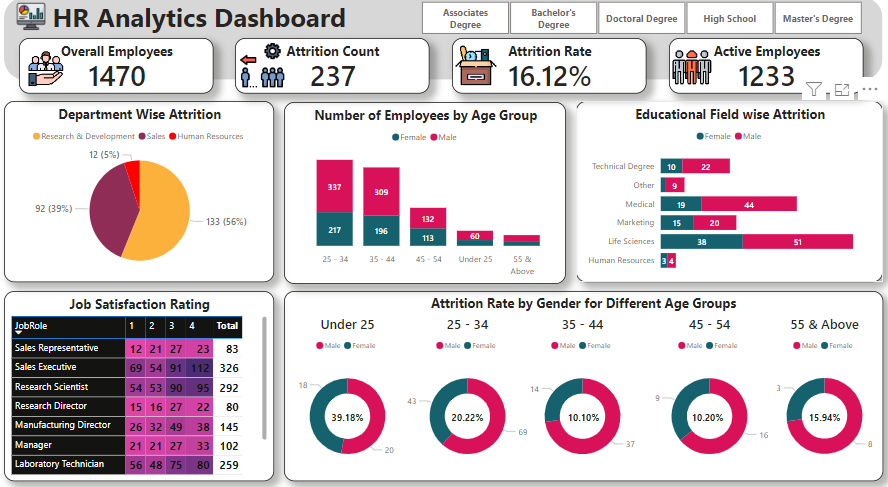 HR Analytics Dashboard
Associates Degree
Bachelor's Degree
Doctoral Degree
High School
Master's Degree
Overall Employees
1470
Attrition Count
237
Attrition Rate
16.12%
Active Employees
1233
Department Wise Attrition
Research & Development Sales Human Resources
12 (5%)
92 (39%)
133 (56%)
Number of Employees by Age Group
Female Male
337 309 132 60
217 196 113
25 - 34 35 - 44 45 - 54 Under 25 55 & Above
Educational Field wise Attrition
Female Male
Technical Degree 10 22
Other 9
Medical 19 44
Marketing 15 20
Life Sciences 38 51
Human Resources 3 4
Job Satisfaction Rating
JobRole 1 2 3 4 Total
Sales Representative 12 21 27 23 83
Sales Executive 69 54 91 112 326
Research Scientist 54 53 90 95 292
Research Director 15 16 27 22 80
Manufacturing Director 26 32 49 38 145
Manager 21 21 27 33 102
Laboratory Technician 56 48 75 80 259
Attrition Rate by Gender for Different Age Groups
Under 25
Male Female
18
39.18%
20
25 - 34
Male Female
43
20.22%
69
35 - 44
Male Female
14
10.10%
37
45 - 54
Male Female
9
10.20%
16
55 & Above
Male Female
3
15.94%
8